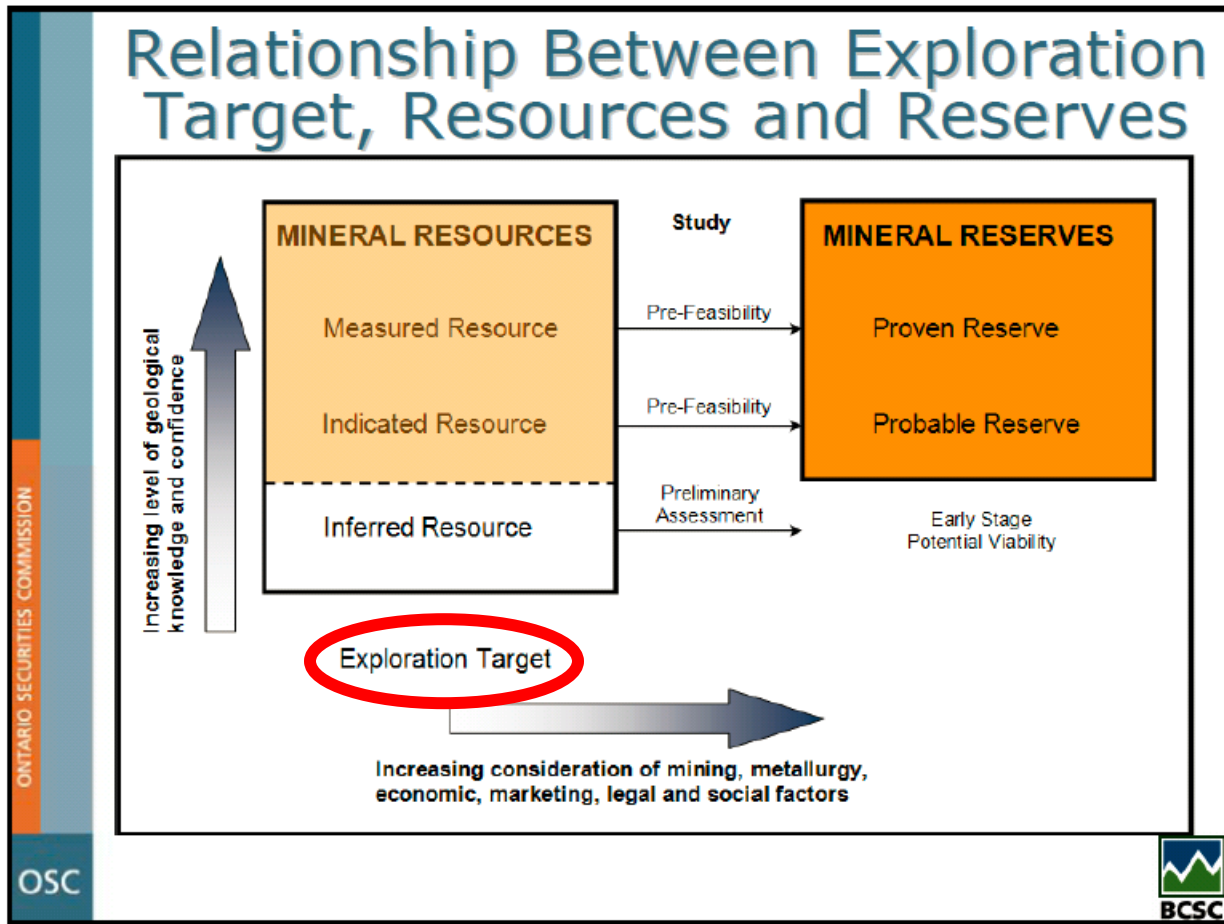 Relationship Between Exploration
Target, Resources and Reserves
MINERAL RESOURCES
Measured Resource
Indicated Resource
Inferred Resource
Study
Pre-Feasibility
Pre-Feasibility
Preliminary
Assessment
MINERAL RESERVES
Proven Reserve
Probable Reserve
Early Stage
Potential Viability
Increasing level of geological
knowledge and confidence
Exploration Target
Increasing consideration of mining, metallurgy,
economic, marketing, legal and social factors
ONTARIO SECURITIES COMMISSION
OSC
BCSC